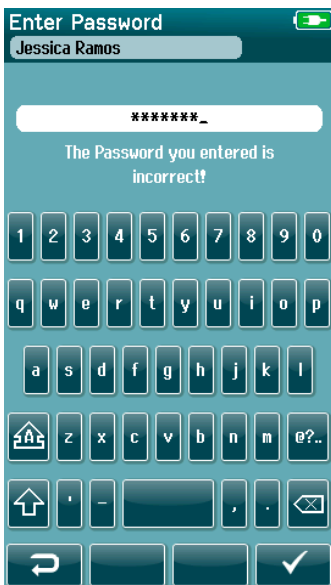 Enter Password
Jessica Ramos
*******_
The Password you entered is
incorrect!
1 2 3 4 5 6 7 8 9 0
q w e r t y u i o p
a s d f g h j k l
A z x c v b n m @?..
' - , .